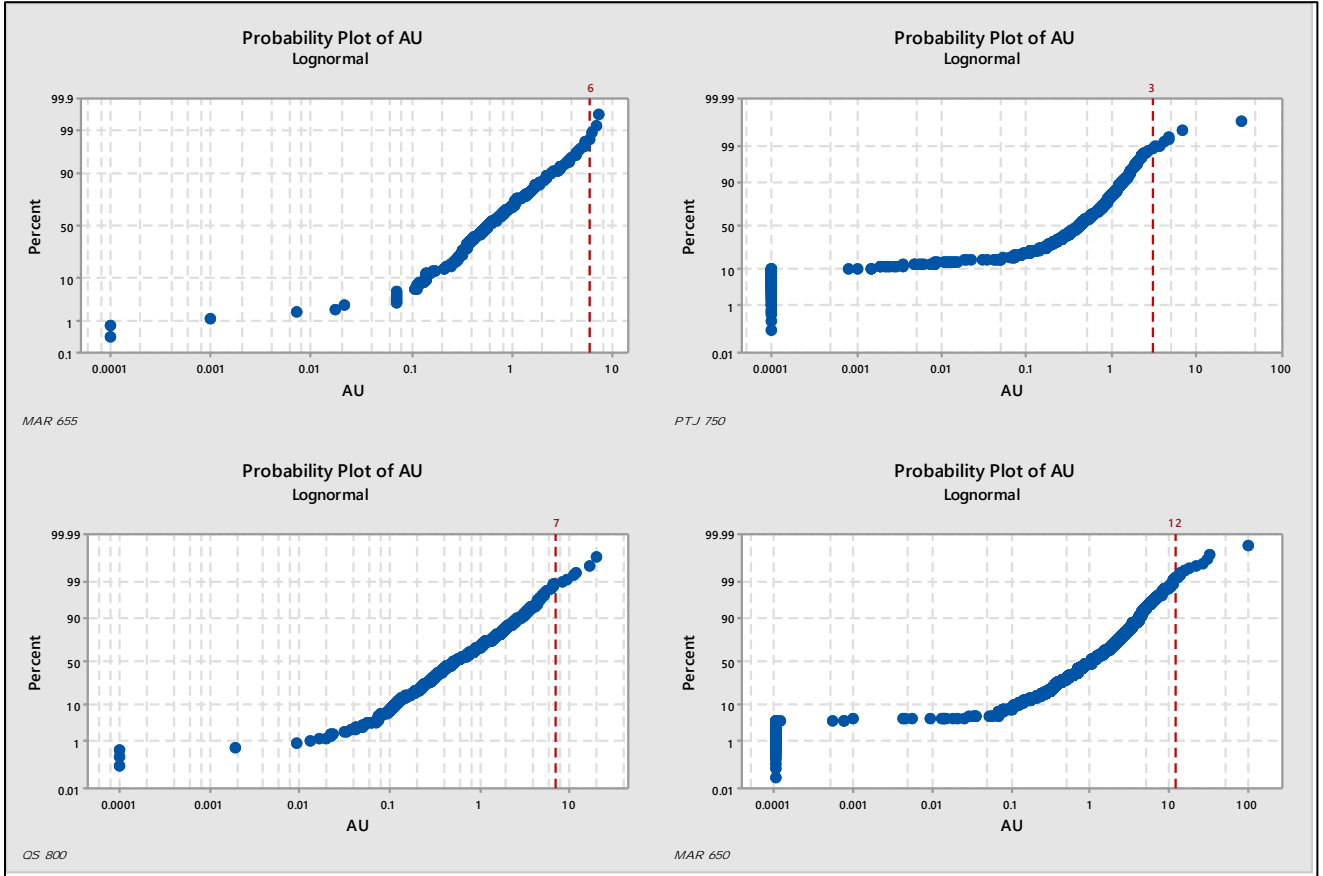 Probability Plot of AU
Lognormal
6
99.9
99
90
50
10
1
0.1
Percent
0.0001
0.001
0.01
0.1
1
10
AU
MAR 655
Probability Plot of AU
Lognormal
3
99.99
99
90
50
10
1
0.01
Percent
0.0001
0.001
0.01
0.1
1
10
100
AU
PTJ 750
Probability Plot of AU
Lognormal
7
99.99
99
90
50
10
1
0.01
Percent
0.0001
0.001
0.01
0.1
1
10
AU
QS 800
Probability Plot of AU
Lognormal
12
99.99
99
90
50
10
1
0.01
Percent
0.0001
0.001
0.01
0.1
1
10
100
AU
MAR 650